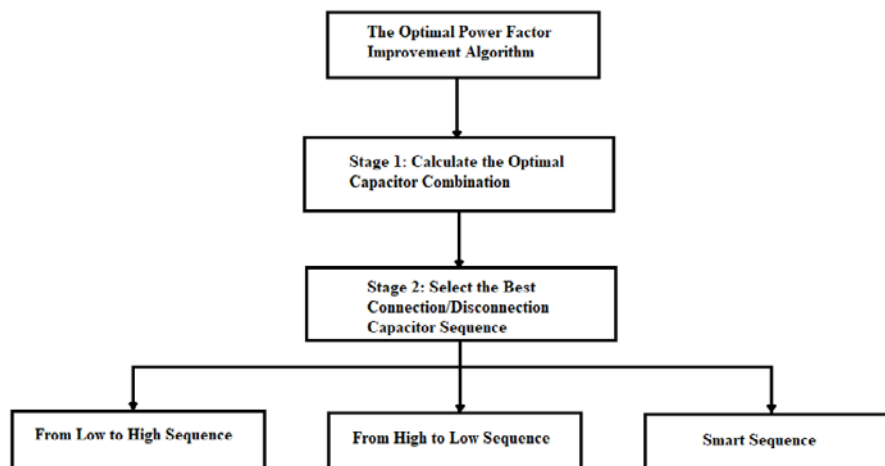 The Optimal Power Factor
Improvement Algorithm
Stage 1: Calculate the Optimal
Capacitor Combination
Stage 2: Select the Best
Connection/Disconnection
Capacitor Sequence
From Low to High Sequence
From High to Low Sequence
Smart Sequence